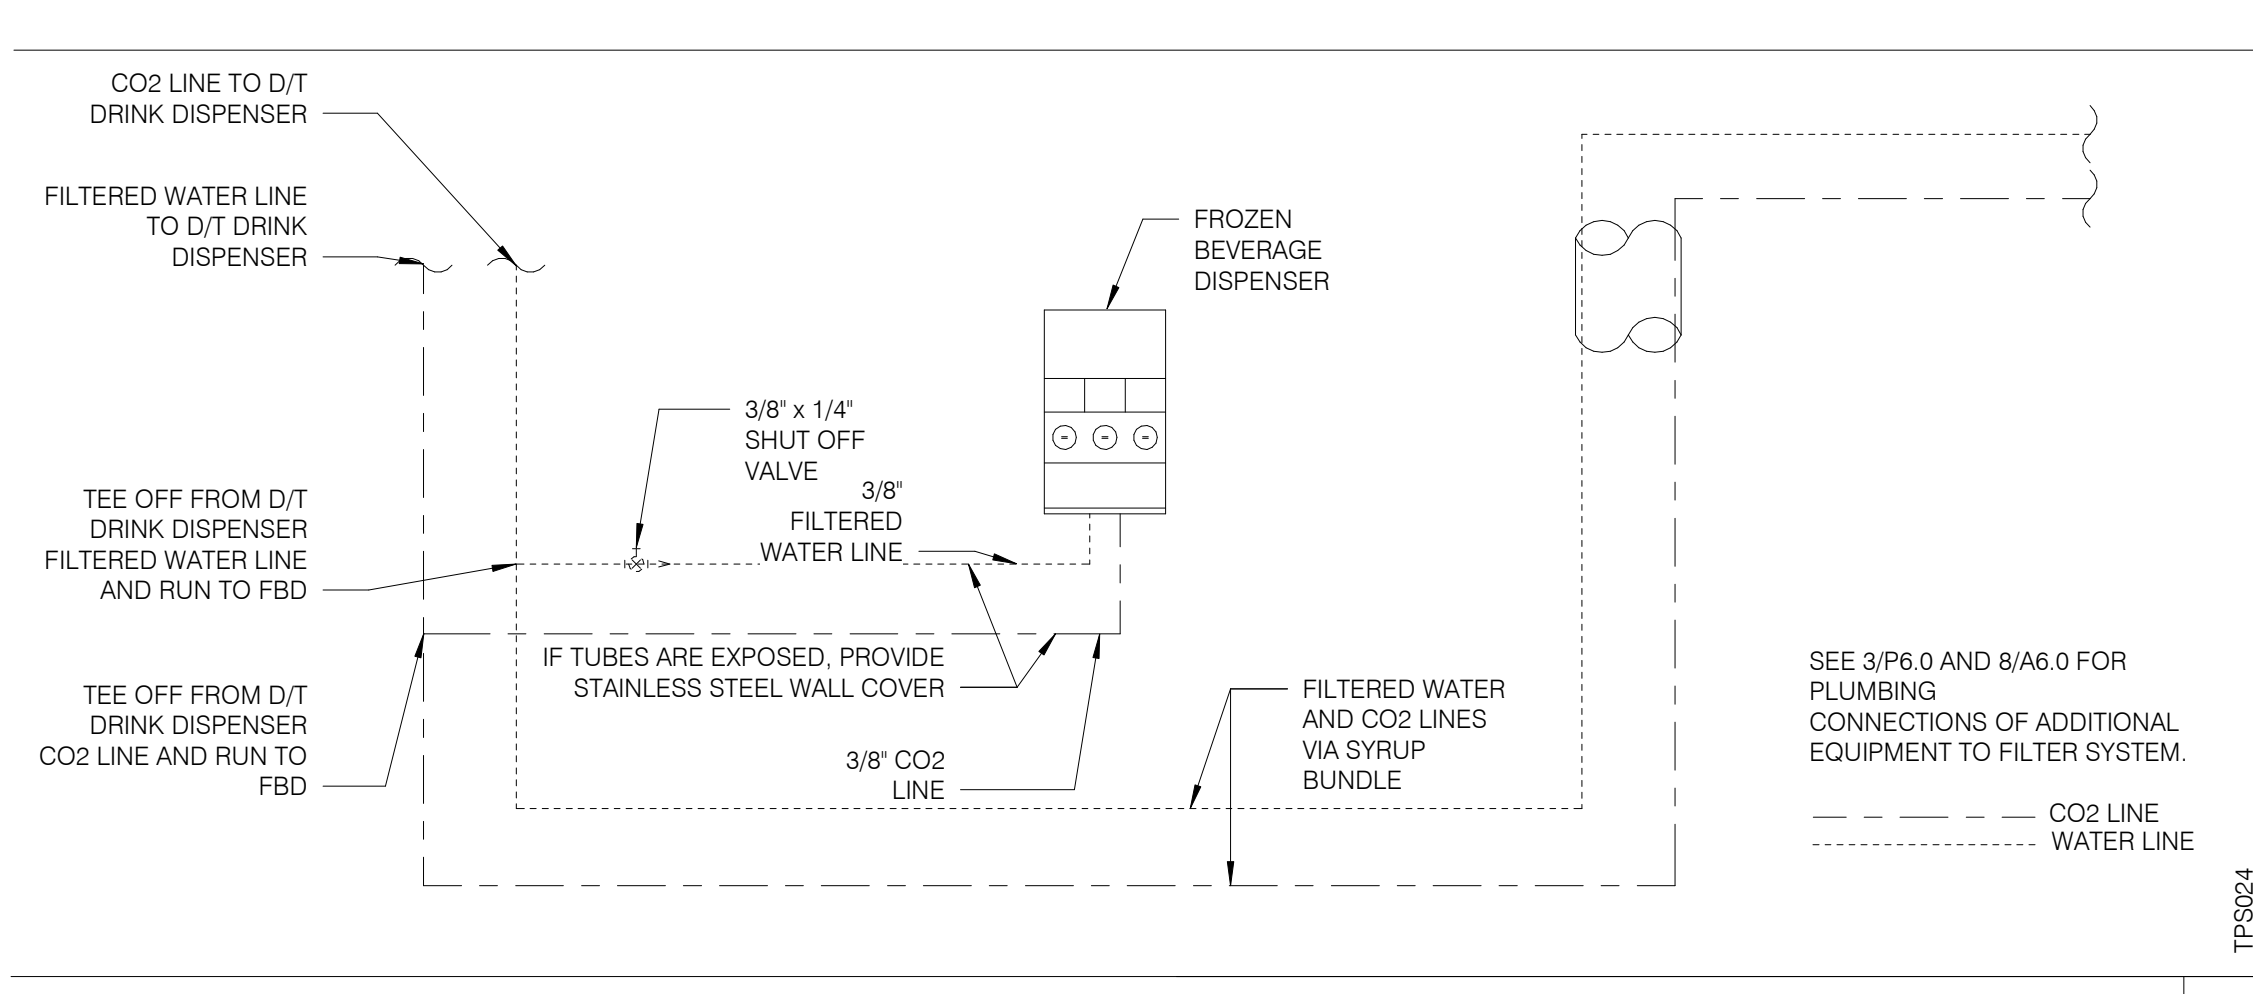 CO2 LINE TO D/T
DRINK DISPENSER
FILTERED WATER LINE
TO D/T DRINK
DISPENSER
FROZEN
BEVERAGE
DISPENSER
3/8" x 1/4"
SHUT OFF
VALVE
3/8"
FILTERED
WATER LINE
TEE OFF FROM D/T
DRINK DISPENSER
FILTERED WATER LINE
AND RUN TO FBD
IF TUBES ARE EXPOSED, PROVIDE
STAINLESS STEEL WALL COVER
TEE OFF FROM D/T
DRINK DISPENSER
CO2 LINE AND RUN TO
FBD
3/8" CO2
LINE
FILTERED WATER
AND CO2 LINES
VIA SYRUP
BUNDLE
SEE 3/P6.0 AND 8/A6.0 FOR
PLUMBING
CONNECTIONS OF ADDITIONAL
EQUIPMENT TO FILTER SYSTEM.
CO2 LINE
WATER LINE
TPS024